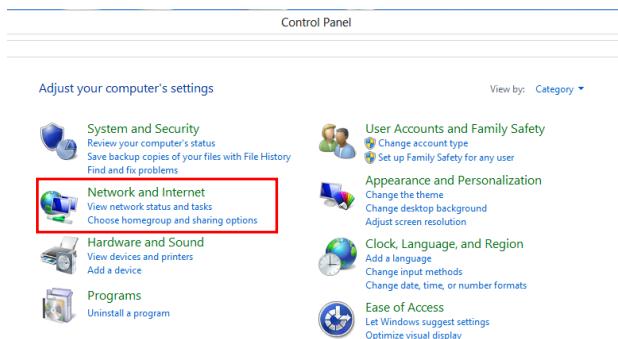 Control Panel
Adjust your computer's settings
View by: Category
System and Security
Review your computer's status
Save backup copies of your files with File History
Find and fix problems
Network and Internet
View network status and tasks
Choose homegroup and sharing options
Hardware and Sound
View devices and printers
Add a device
Programs
Uninstall a program
User Accounts and Family Safety
Change account type
Set up Family Safety for any user
Appearance and Personalization
Change the theme
Change desktop background
Adjust screen resolution
Clock, Language, and Region
Add a language
Change input methods
Change date, time, or number formats
Ease of Access
Let Windows suggest settings
Optimize visual display